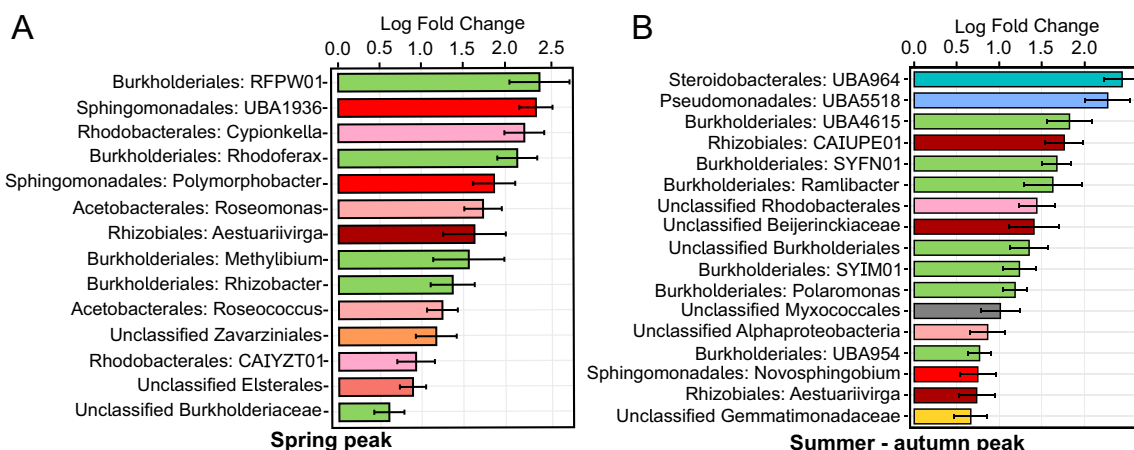 A
Log Fold Change
0.0 0.5 1.0 1.5 2.0 2.5
Burkholderiales: RFPW01
Sphingomonadales: UBA1936
Rhodobacterales: Cypionkella
Burkholderiales: Rhodoferax
Sphingomonadales: Polymorphobacter
Acetobacterales: Roseomonas
Rhizobiales: Aestuariivirga
Burkholderiales: Methylibium
Burkholderiales: Rhizobacter
Acetobacterales: Roseococcus
Unclassified Zavarziniales
Rhodobacterales: CAIYZT01
Unclassified Elsterales
Unclassified Burkholderiaceae
Spring peak
B
Log Fold Change
0.0 0.5 1.0 1.5 2.0
Steroidobacterales: UBA964
Pseudomonadales: UBA5518
Burkholderiales: UBA4615
Rhizobiales: CAIUPE01
Burkholderiales: SYFN01
Burkholderiales: Ramlibacter
Unclassified Rhodobacterales
Unclassified Beijerinckiaceae
Unclassified Burkholderiales
Burkholderiales: SYIM01
Burkholderiales: Polaromonas
Unclassified Myxococcales
Unclassified Alphaproteobacteria
Burkholderiales: UBA954
Sphingomonadales: Novosphingobium
Rhizobiales: Aestuariivirga
Unclassified Gemmatimonadaceae
Summer - autumn peak